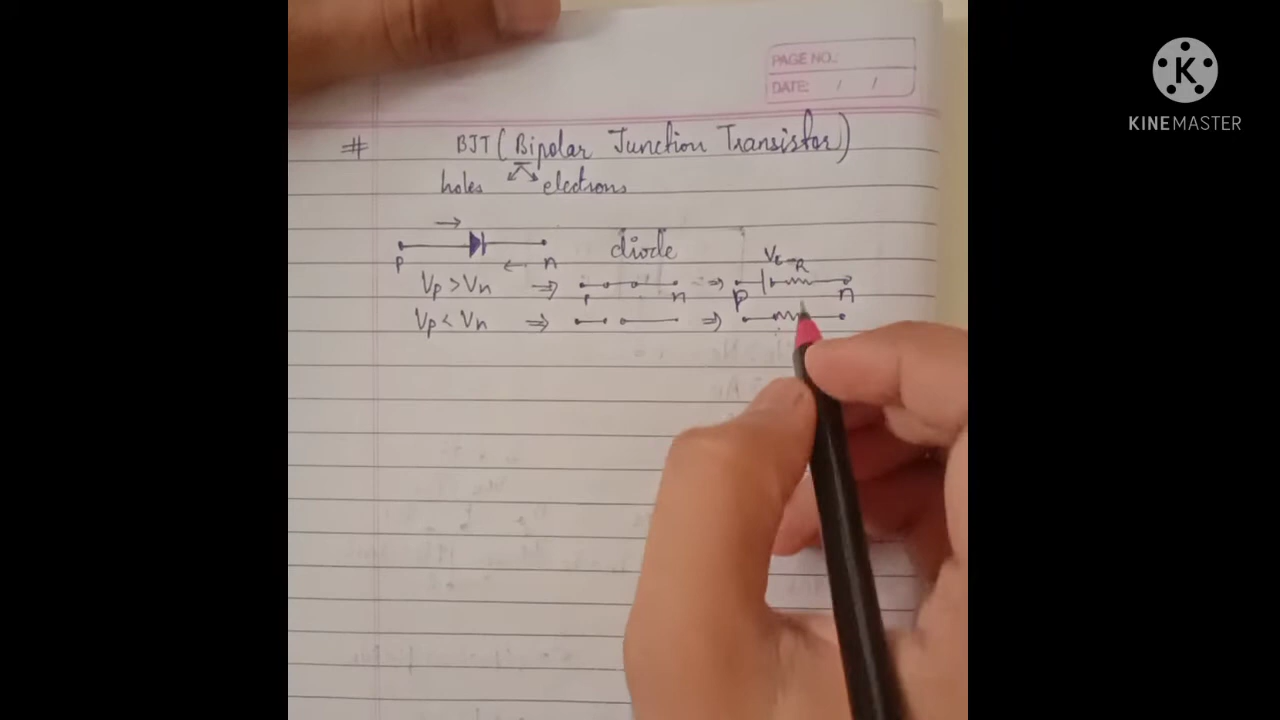 PAGE NO.:
DATE: / /
K
KINEMASTER
# BJT (Bipolar Junction Transistor)
holes electrons
→
p ← n diode
Vp > Vn ⇒ n ⇒ p R n
Vp < Vn ⇒ ⇒